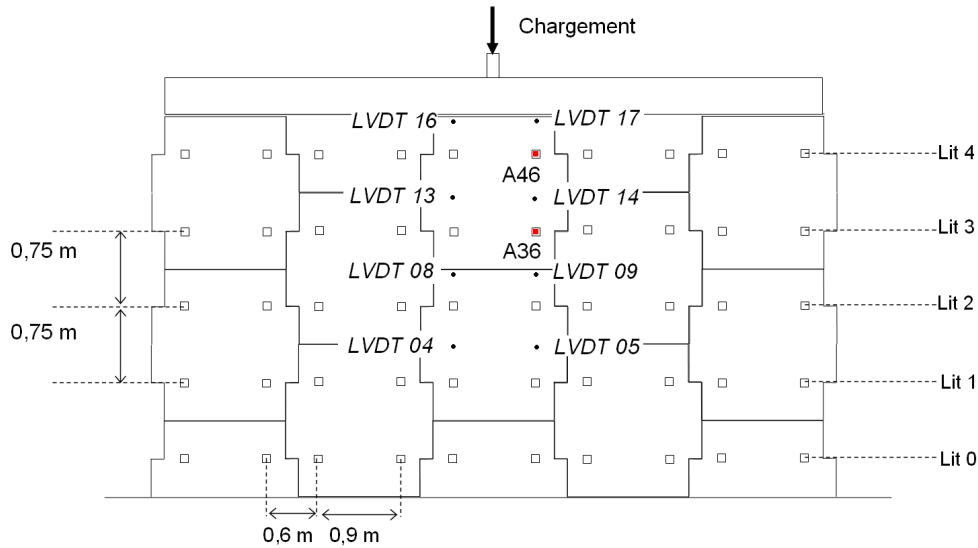 Chargement
LVDT 16
LVDT 17
Lit 4
A46
LVDT 13
LVDT 14
Lit 3
0,75 m
A36
LVDT 08
LVDT 09
Lit 2
0,75 m
LVDT 04
LVDT 05
Lit 1
Lit 0
0,6 m
0,9 m